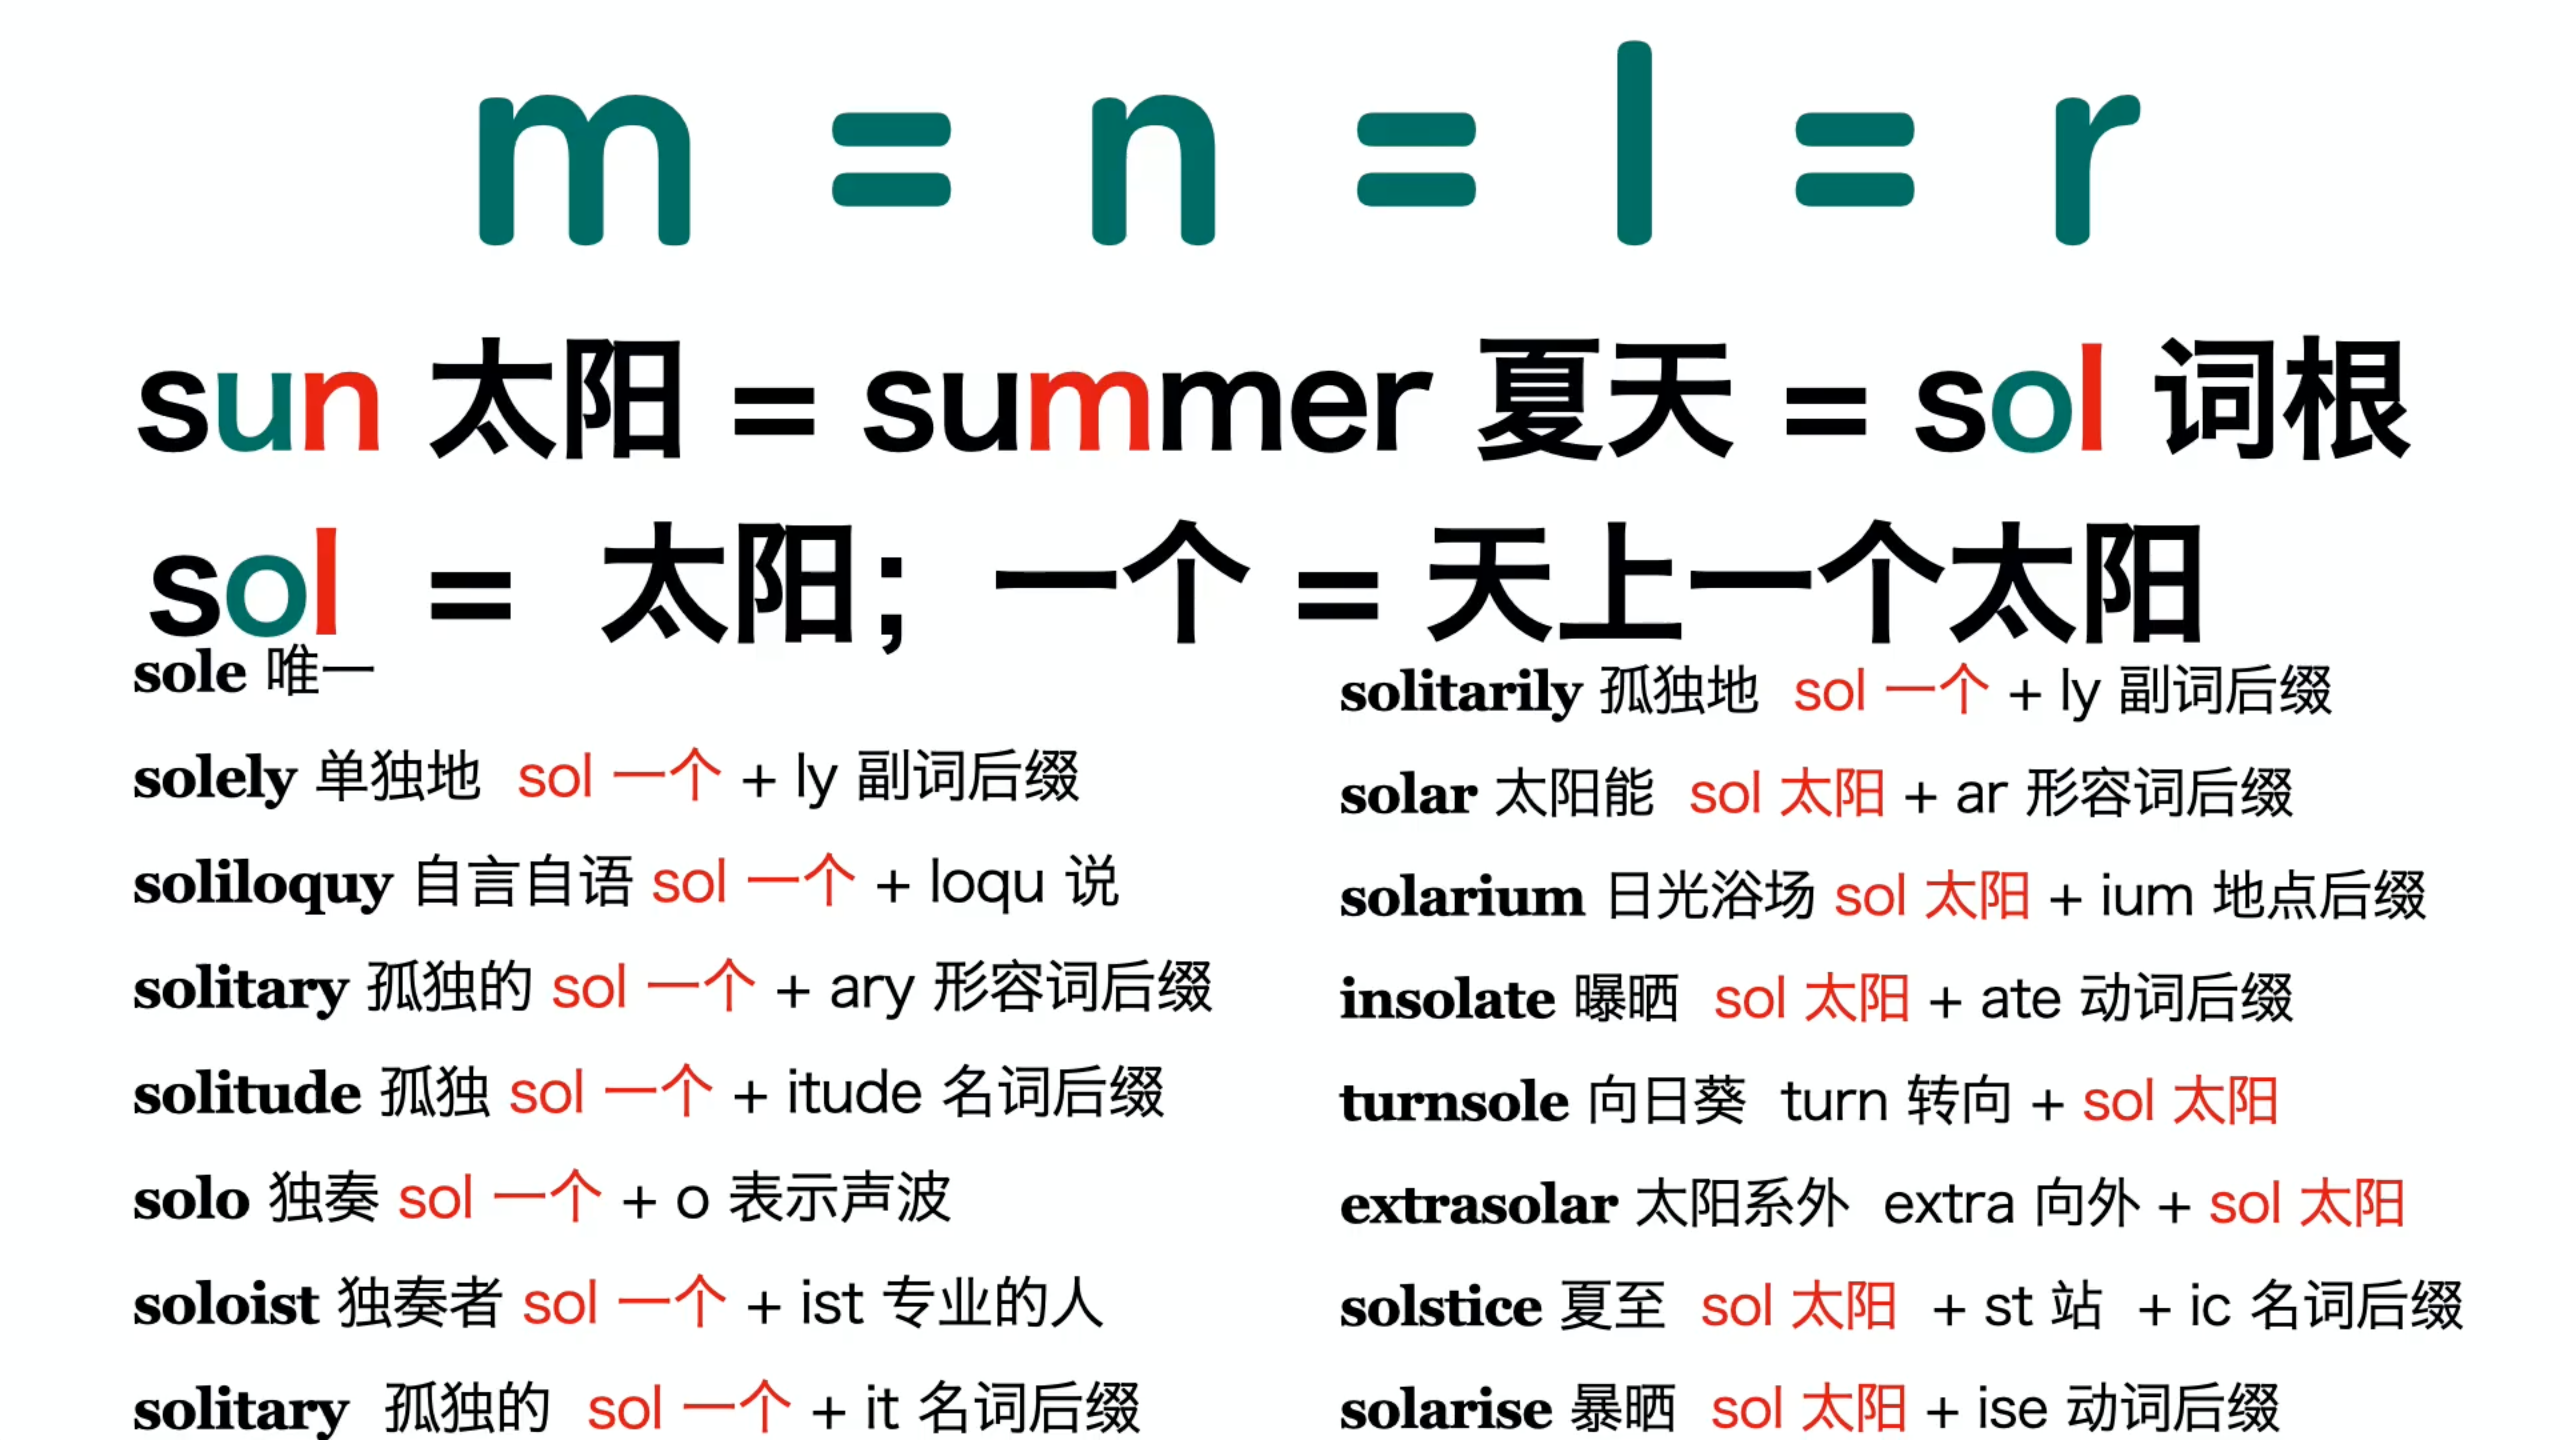 m = n = l = r
sun 太阳 = summer 夏天 = sol 词根
sol = 太阳；一个 = 天上一个太阳
sole 唯一
solely 单独地 sol 一个 + ly 副词后缀
soliloquy 自言自语 sol 一个 + loqu 说
solitary 孤独的 sol 一个 + ary 形容词后缀
solitude 孤独 sol 一个 + itude 名词后缀
solo 独奏 sol 一个 + o 表示声波
soloist 独奏者 sol 一个 + ist 专业的人
solitary 孤独的 sol 一个 + it 名词后缀
solitarily 孤独地 sol 一个 + ly 副词后缀
solar 太阳能 sol 太阳 + ar 形容词后缀
solarium 日光浴场 sol 太阳 + ium 地点后缀
insolate 曝晒 sol 太阳 + ate 动词后缀
turnsole 向日葵 turn 转向 + sol 太阳
extrasolar 太阳系外 extra 向外 + sol 太阳
solstice 夏至 sol 太阳 + st 站 + ic 名词后缀
solarise 暴晒 sol 太阳 + ise 动词后缀